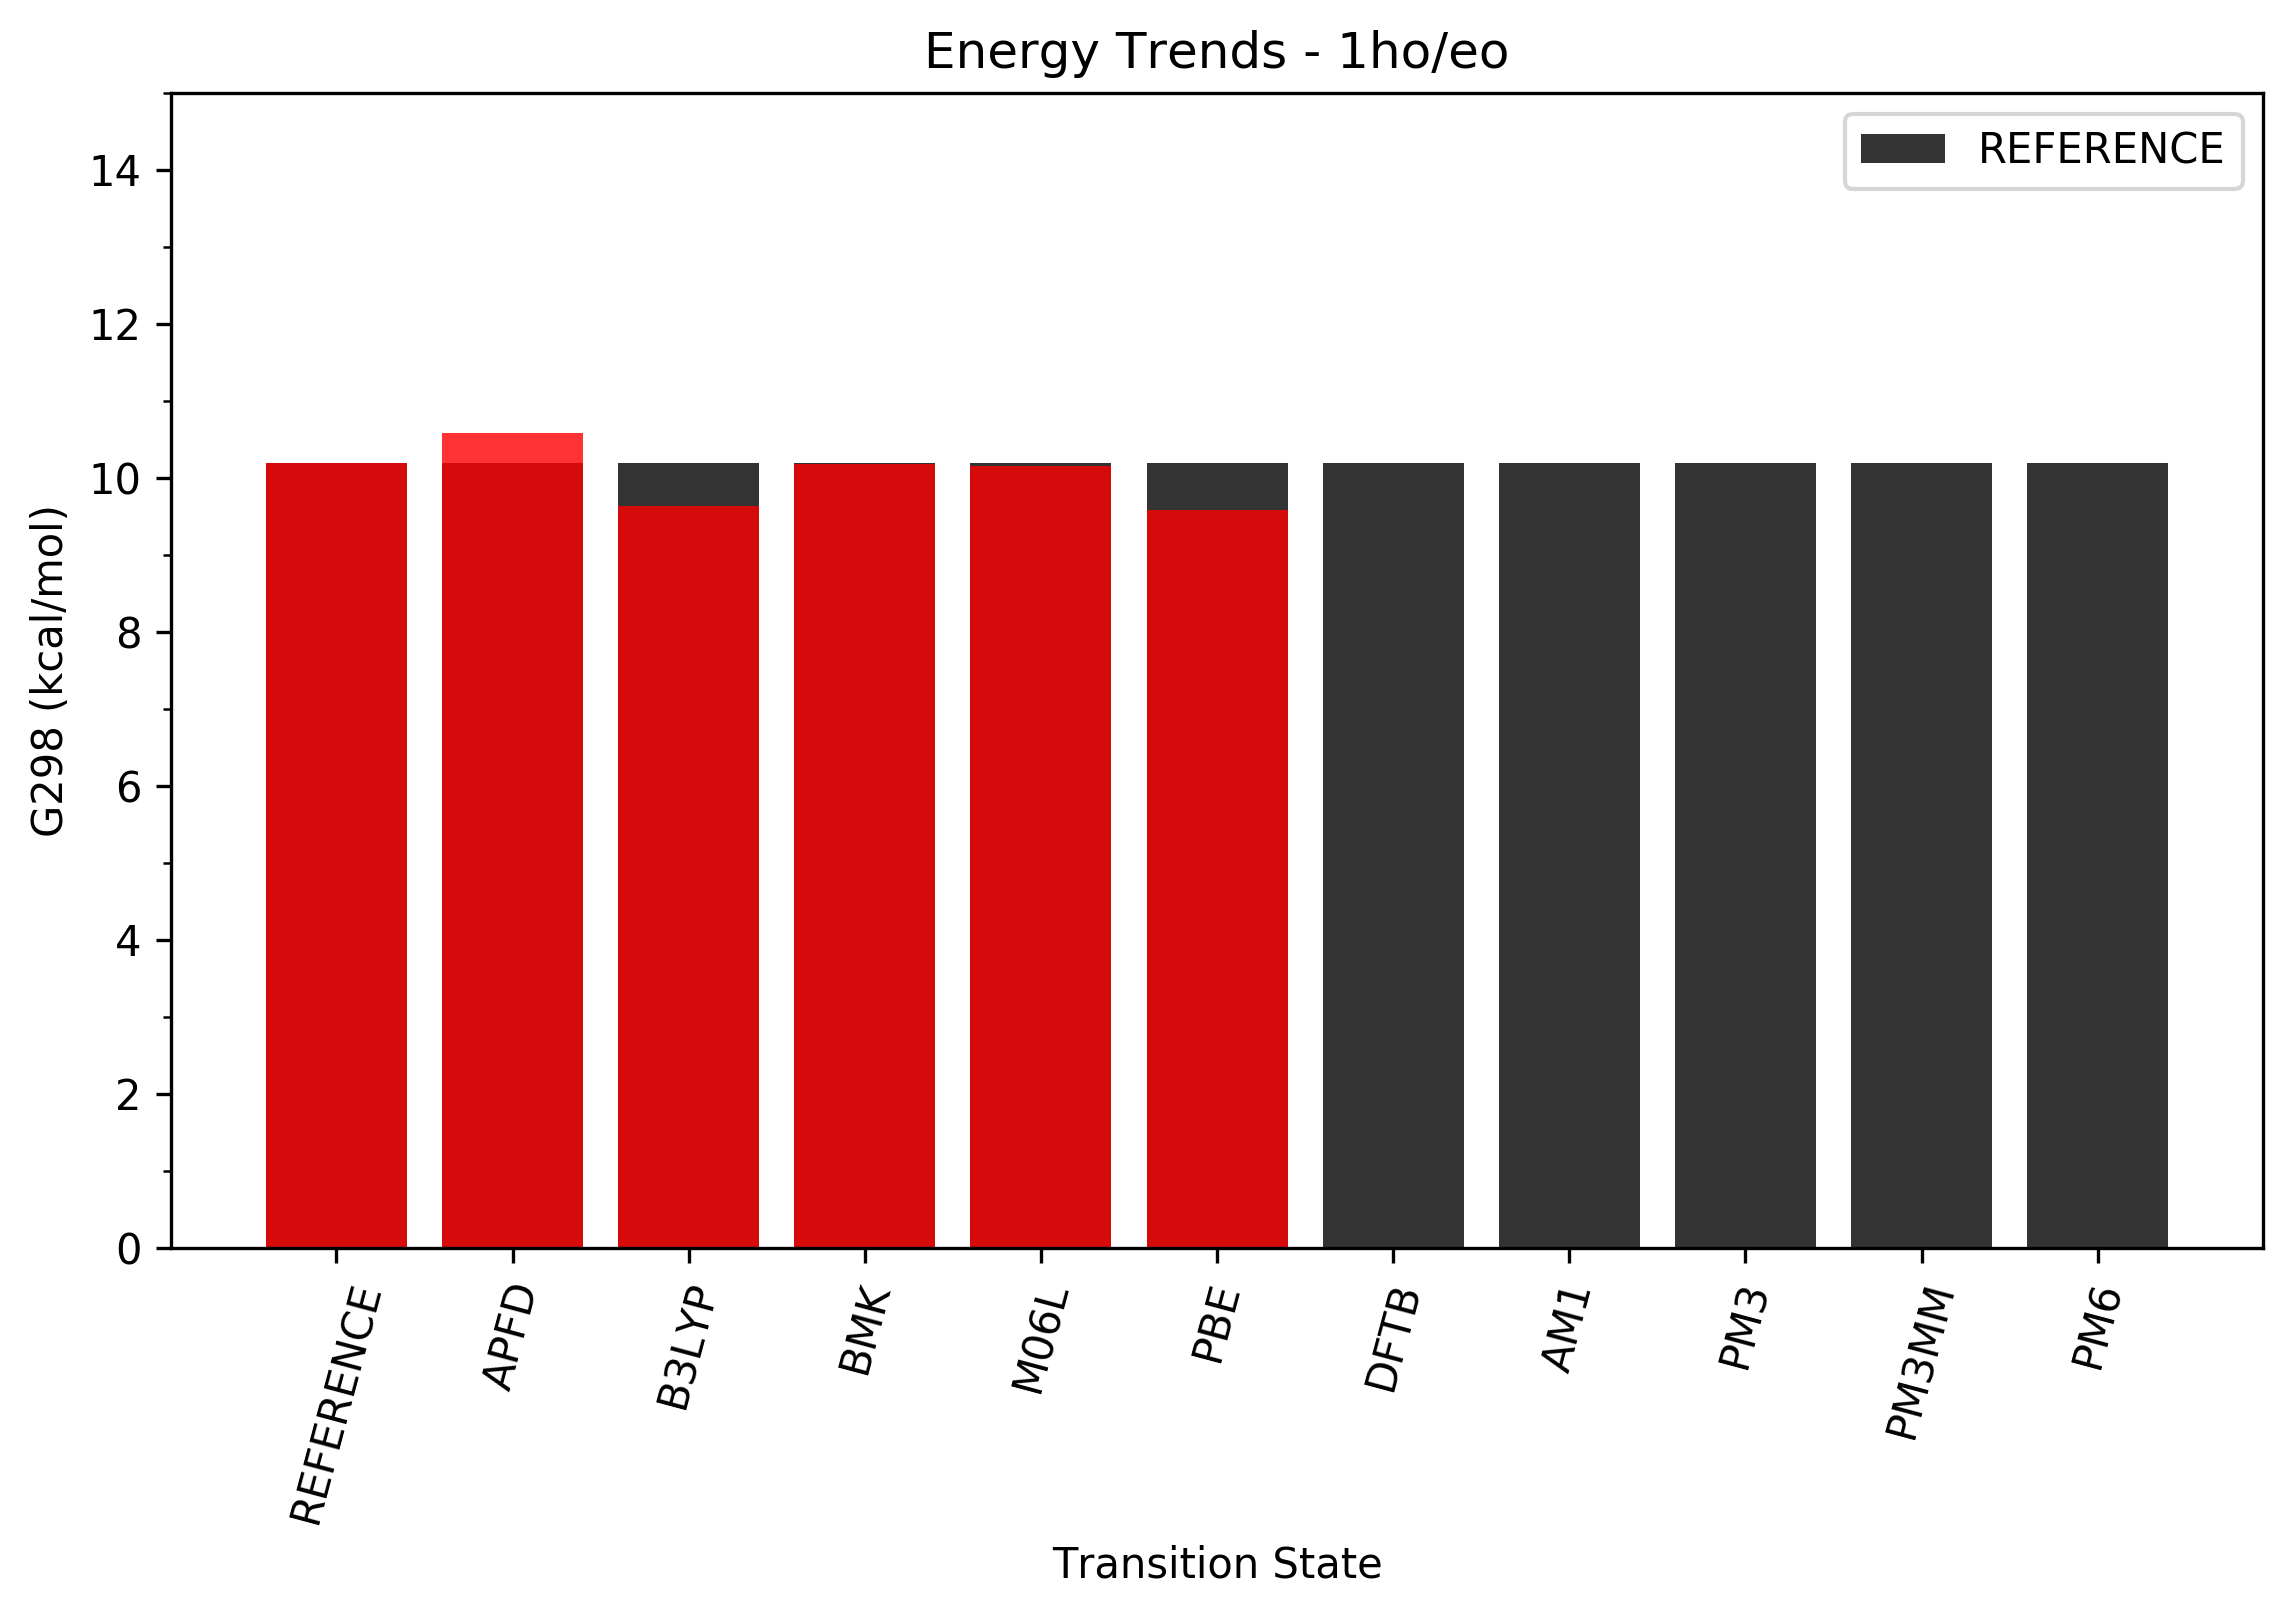 Energy Trends - 1ho/eo
REFERENCE
G298 (kcal/mol)
14
12
10
8
6
4
2
0
REFERENCE
APFD
B3LYP
BMK
M06L
PBE
DFTB
AM1
PM3
PM3MM
PM6
Transition State